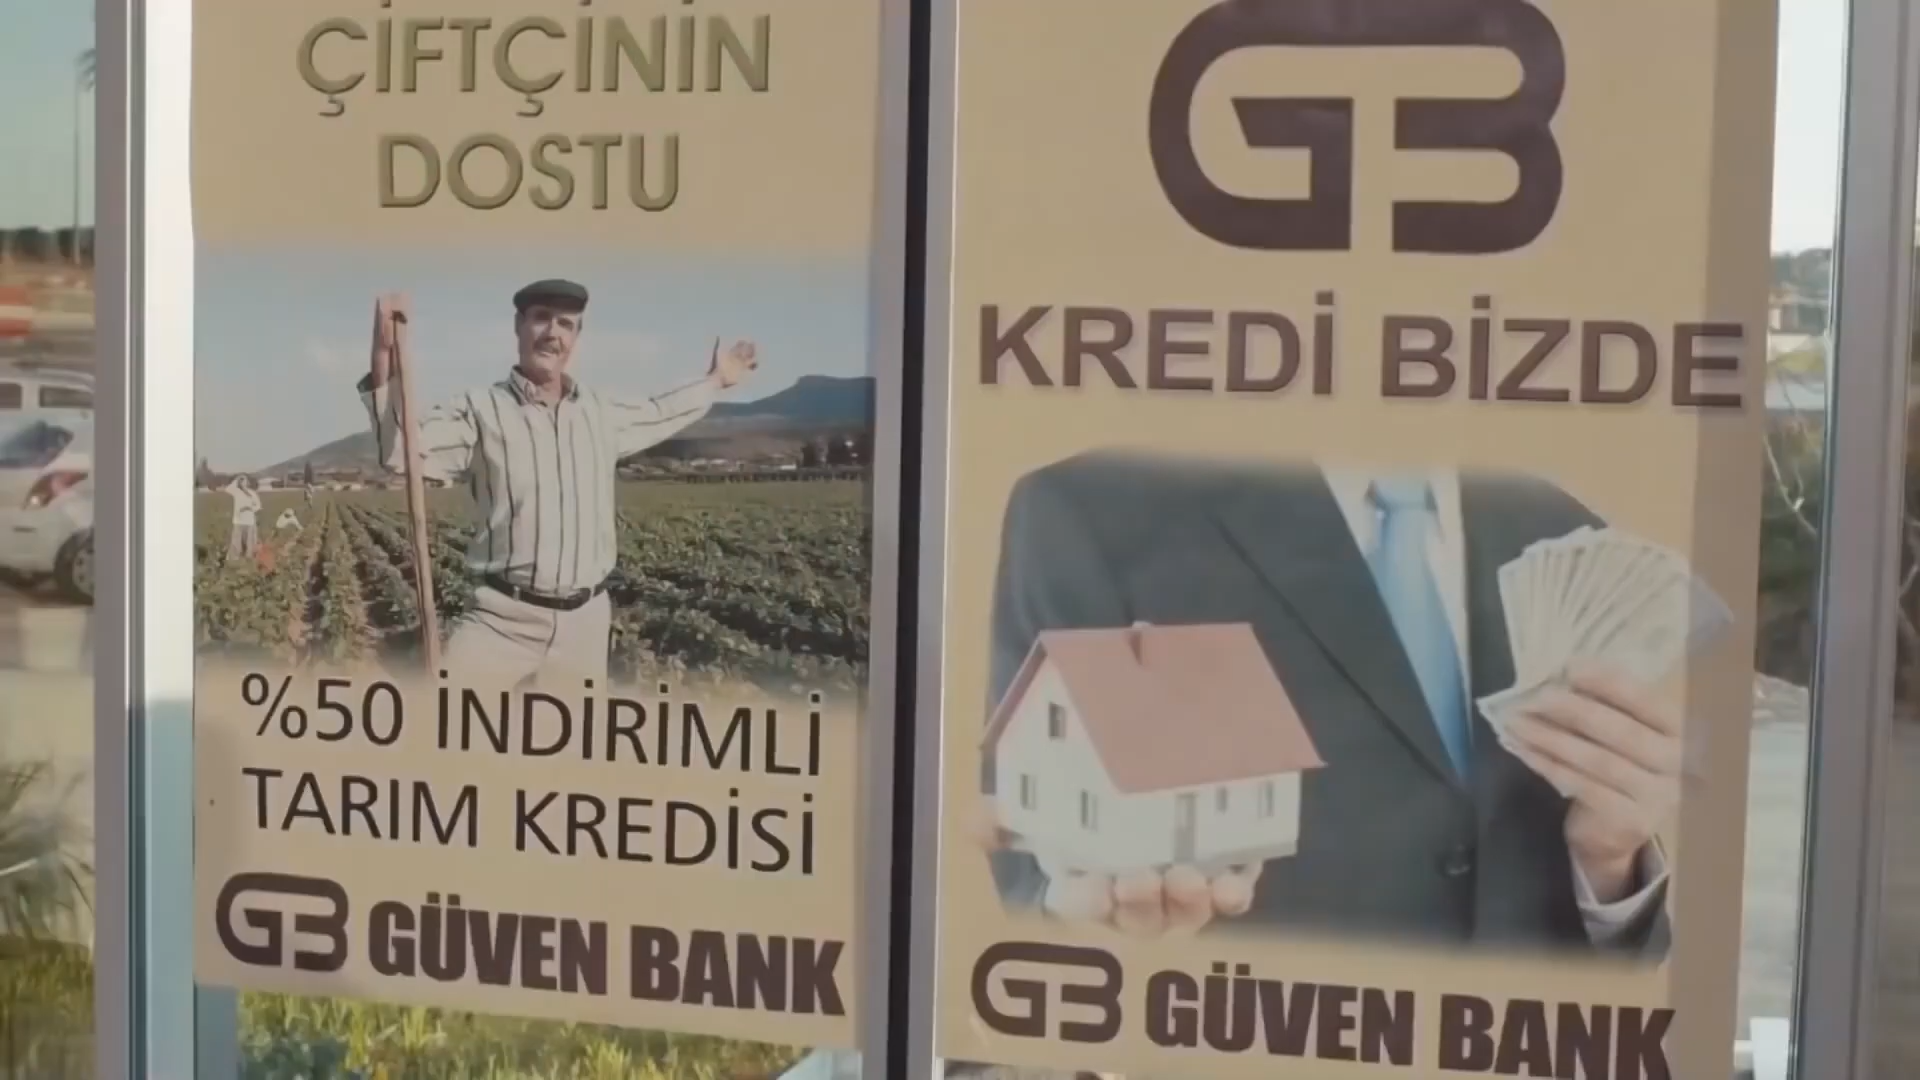 ÇİFTÇİNİN
DOSTU
%50 İNDİRİMLİ
TARIM KREDİSİ
GB GÜVEN BANK
GB
KREDİ BİZDE
GB GÜVEN BANK